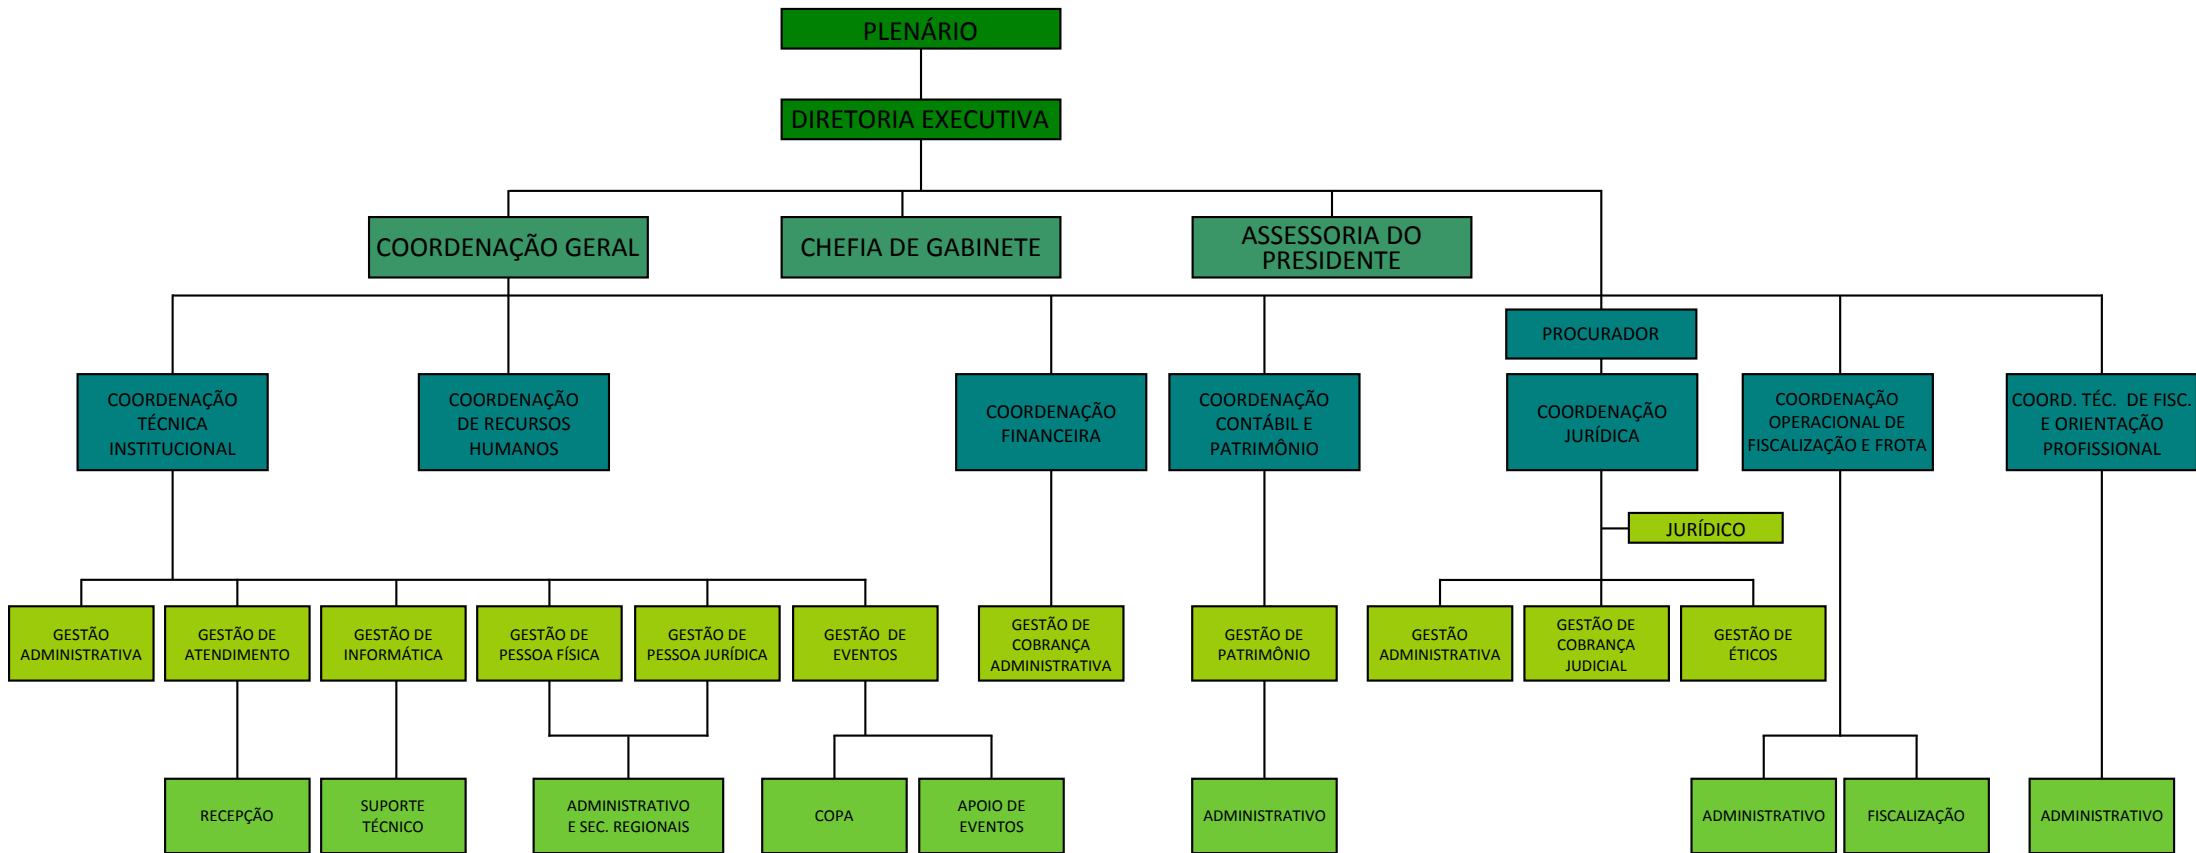 PLENÁRIO
DIRETORIA EXECUTIVA
COORDENAÇÃO GERAL
CHEFIA DE GABINETE
ASSESSORIA DO
PRESIDENTE
PROCURADOR
COORDENAÇÃO
TÉCNICA
INSTITUCIONAL
COORDENAÇÃO
DE RECURSOS
HUMANOS
COORDENAÇÃO
FINANCEIRA
COORDENAÇÃO
CONTÁBIL E
PATRIMÔNIO
COORDENAÇÃO
JURÍDICA
COORDENAÇÃO
OPERACIONAL DE
FISCALIZAÇÃO E FROTA
COORD. TÉC. DE FISC.
E ORIENTAÇÃO
PROFISSIONAL
JURÍDICO
GESTÃO
ADMINISTRATIVA
GESTÃO DE
ATENDIMENTO
GESTÃO DE
INFORMÁTICA
GESTÃO DE
PESSOA FÍSICA
GESTÃO DE
PESSOA JURÍDICA
GESTÃO DE
EVENTOS
GESTÃO DE
COBRANÇA
ADMINISTRATIVA
GESTÃO DE
PATRIMÔNIO
GESTÃO
ADMINISTRATIVA
GESTÃO DE
COBRANÇA
JUDICIAL
GESTÃO DE
ÉTICOS
RECEPÇÃO
SUPORTE
TÉCNICO
ADMINISTRATIVO
E SEC. REGIONAIS
COPA
APOIO DE
EVENTOS
ADMINISTRATIVO
ADMINISTRATIVO
FISCALIZAÇÃO
ADMINISTRATIVO